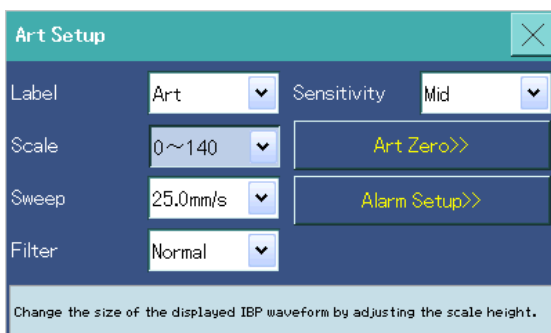 Art Setup
Label Art Sensitivity Mid
Scale 0~140 Art Zero>>
Sweep 25.0mm/s Alarm Setup>>
Filter Normal
Change the size of the displayed IBP waveform by adjusting the scale height.